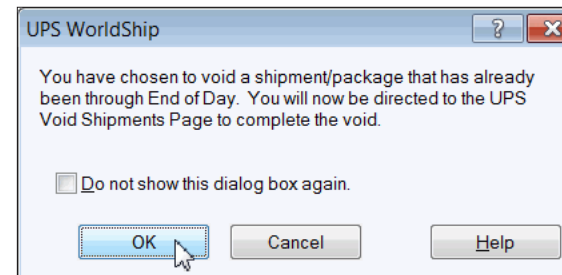 UPS WorldShip
You have chosen to void a shipment/package that has already
been through End of Day.  You will now be directed to the UPS
Void Shipments Page to complete the void.
Do not show this dialog box again.
OK
Cancel
Help